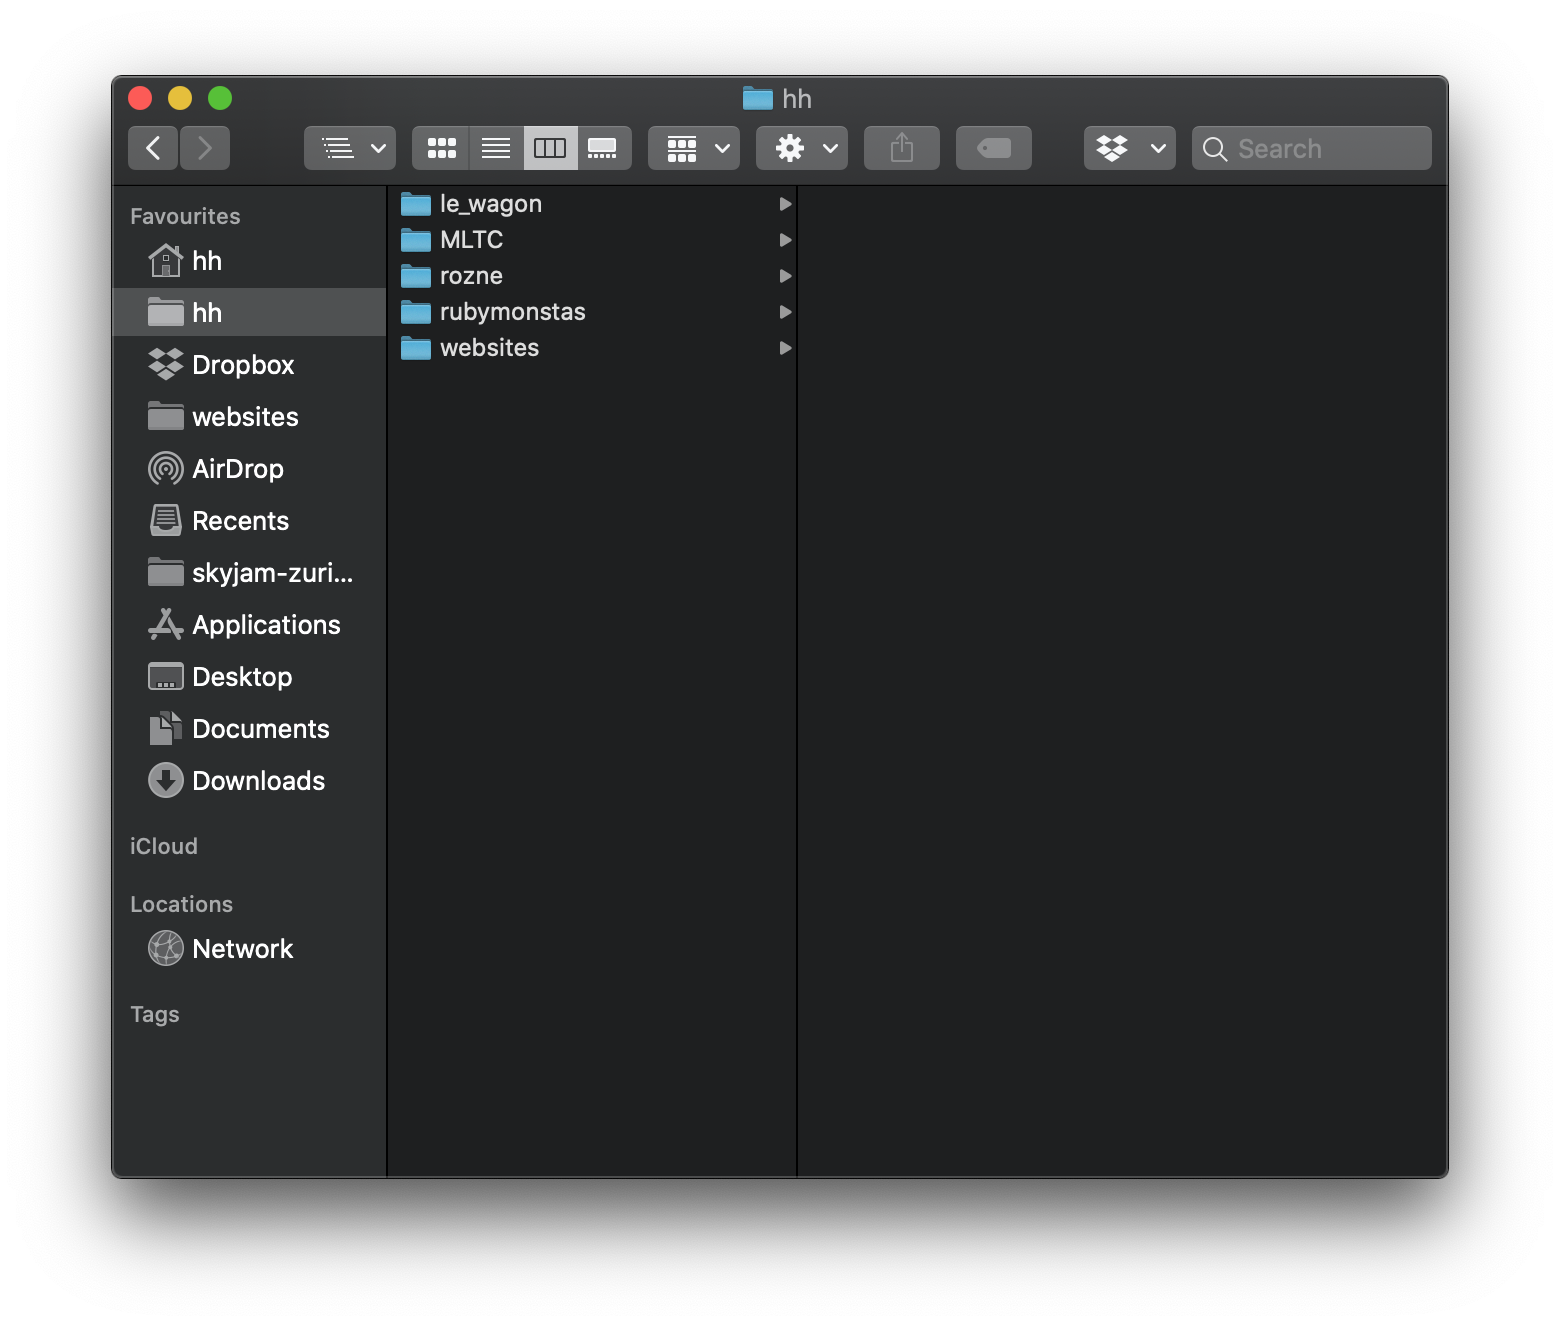 hh
Search
Favourites
hh
hh
Dropbox
websites
AirDrop
Recents
skyjam-zuri...
Applications
Desktop
Documents
Downloads
iCloud
Locations
Network
Tags
le_wagon
MLTC
rozne
rubymonstas
websites